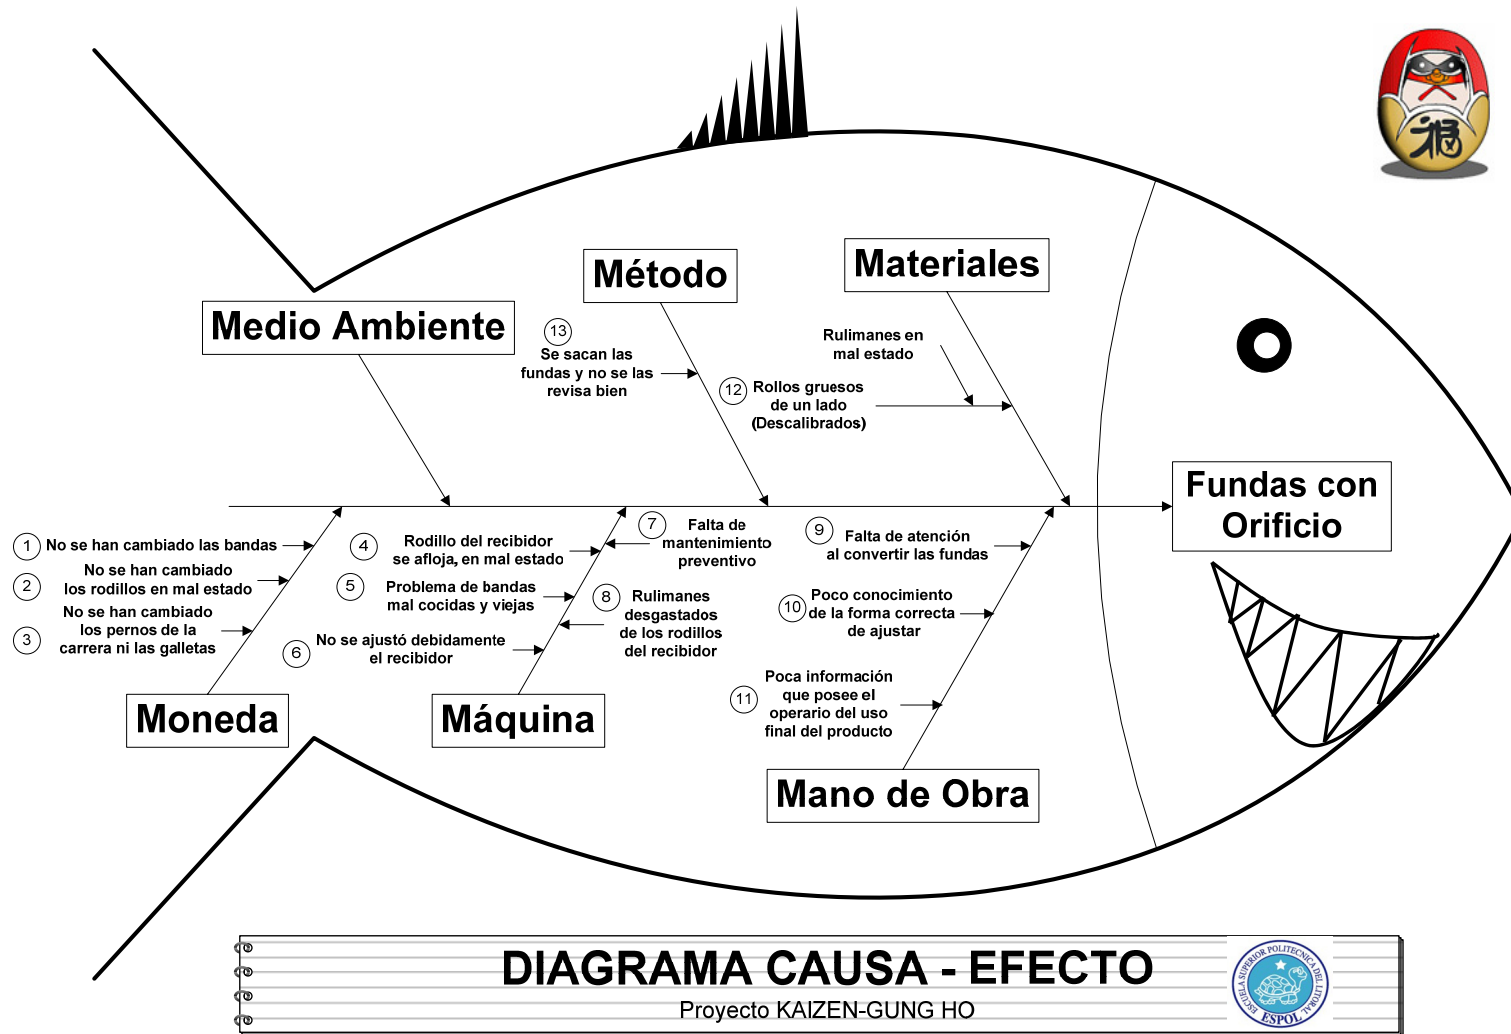 福
Método
Materiales
Medio Ambiente
13
Se sacan las
fundas y no se las
revisa bien
Rulimanes en
mal estado
12
Rollos gruesos
de un lado
(Descalibrados)
Fundas con
Orificio
1
No se han cambiado las bandas
2
No se han cambiado
los rodillos en mal estado
3
No se han cambiado
los pernos de la
carrera ni las galletas
4
Rodillo del recibidor
se afloja, en mal estado
5
Problema de bandas
mal cocidas y viejas
6
No se ajustó debidamente
el recibidor
7
Falta de
mantenimiento
preventivo
8
Rulimanes
desgastados
de los rodillos
del recibidor
9
Falta de atención
al convertir las fundas
10
Poco conocimiento
de la forma correcta
de ajustar
11
Poca información
que posee el
operario del uso
final del producto
Moneda
Máquina
Mano de Obra
DIAGRAMA CAUSA - EFECTO
Proyecto KAIZEN-GUNG HO
ESCUELA SUPERIOR POLITECNICA DEL LITORAL
ESPOL